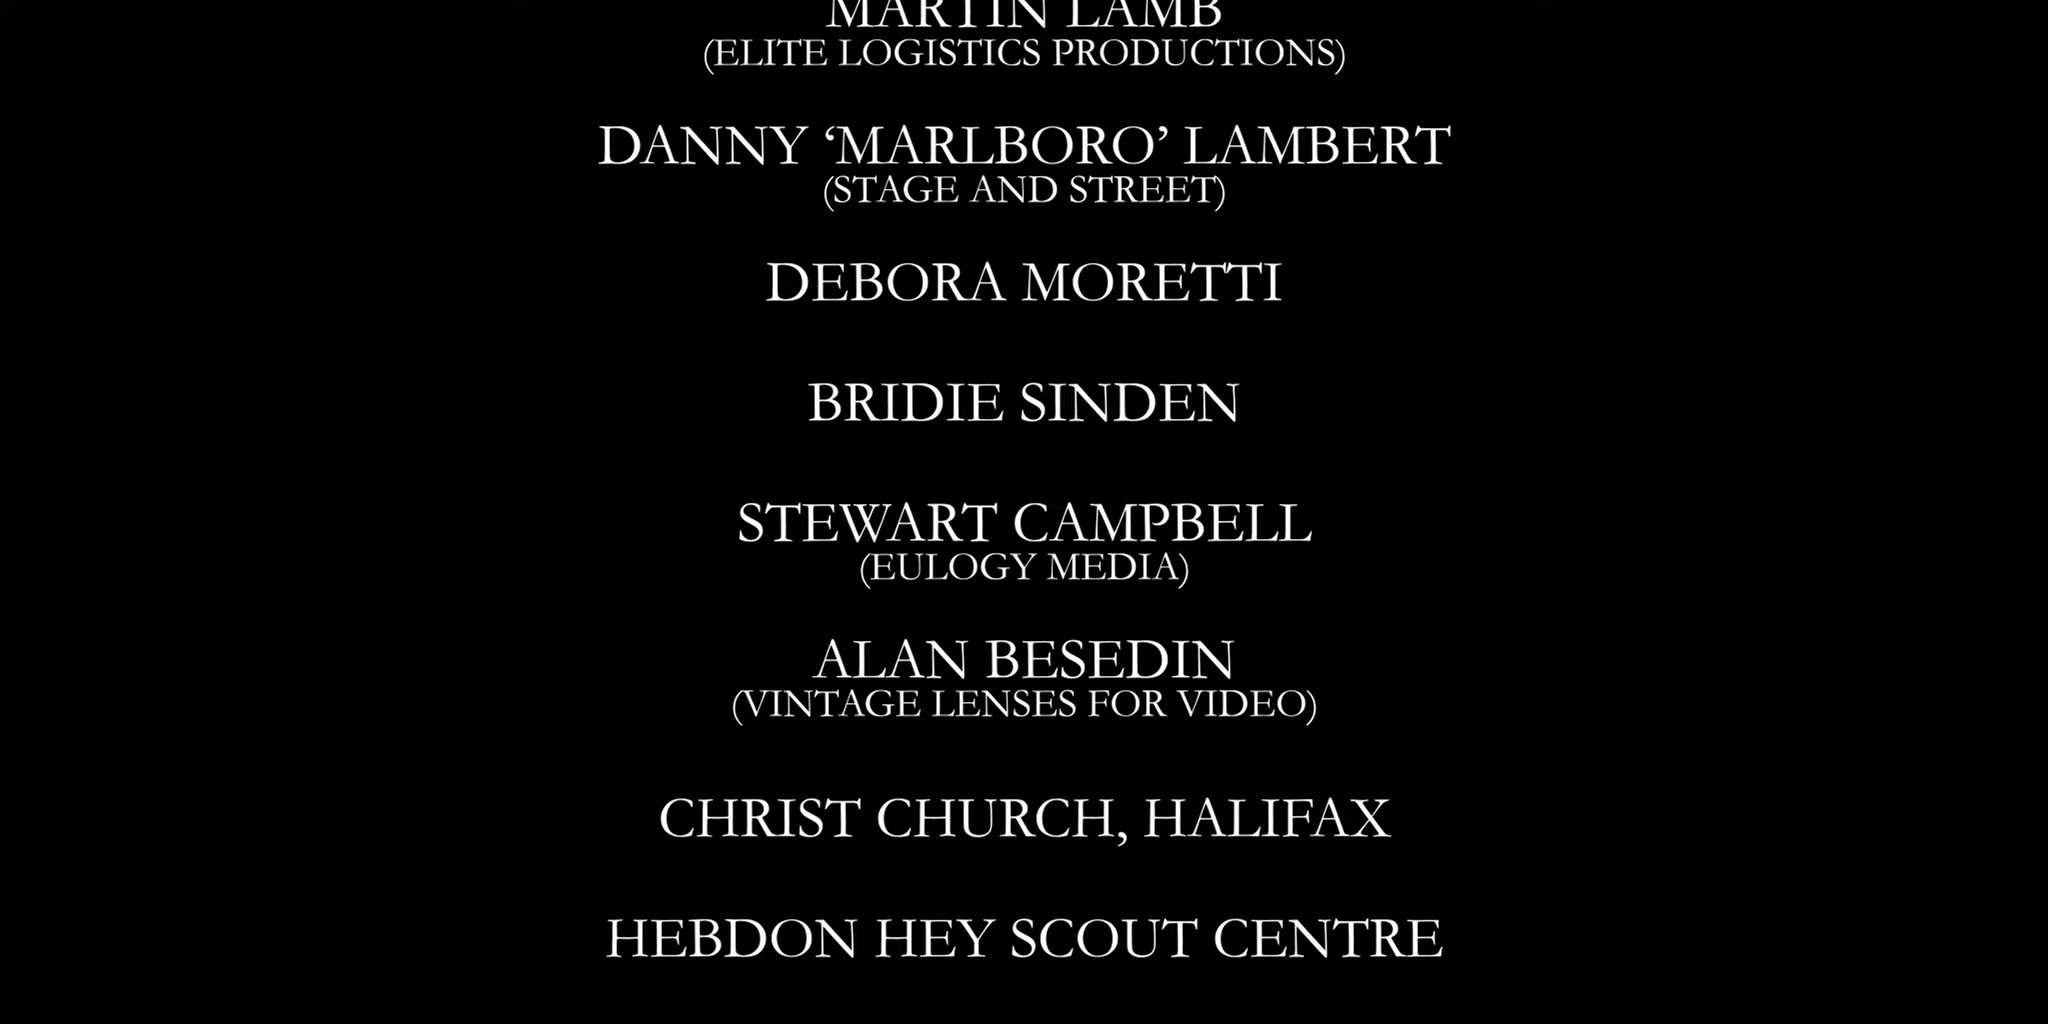 MARTIN LAMB
(ELITE LOGISTICS PRODUCTIONS)
DANNY ‘MARLBORO’ LAMBERT
(STAGE AND STREET)
DEBORA MORETTI
BRIDIE SINDEN
STEWART CAMPBELL
(EULOGY MEDIA)
ALAN BESEDIN
(VINTAGE LENSES FOR VIDEO)
CHRIST CHURCH, HALIFAX
HEBDON HEY SCOUT CENTRE